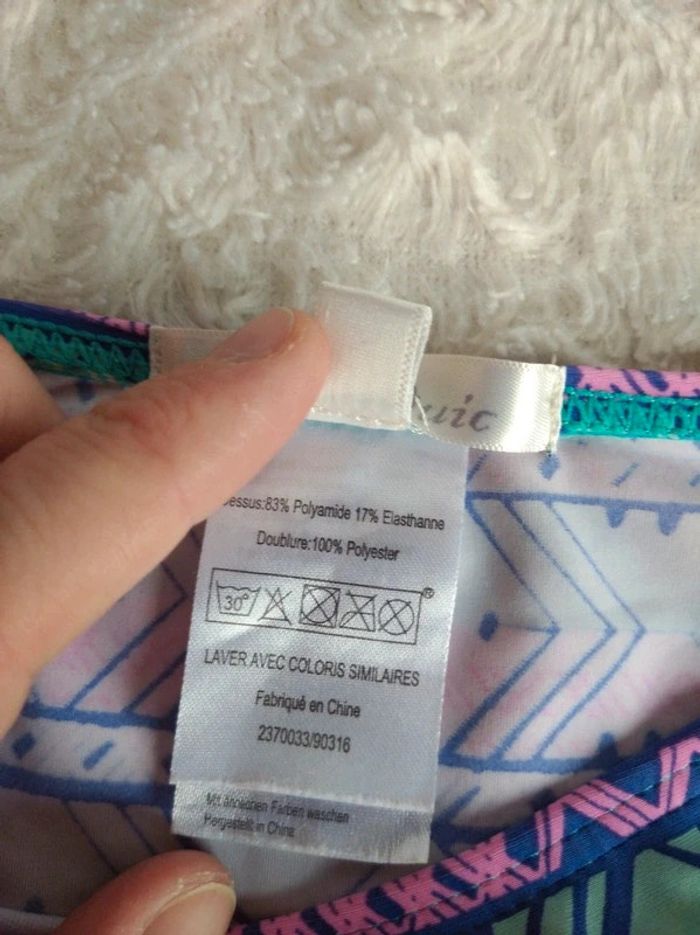 uic
essus:83% Polyamide 17% Elasthanne
Doublure:100% Polyester
30°
®
LAVER AVEC COLORIS SIMILAIRES
Fabriqué en Chine
2370033/90316
Mit ähnlichen Farben waschen
Hergestellt in China